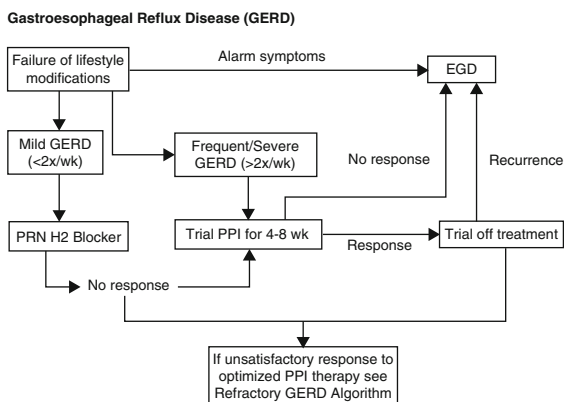 Gastroesophageal Reflux Disease (GERD)
Failure of lifestyle
modifications
Alarm symptoms
EGD
Mild GERD
(<2x/wk)
Frequent/Severe
GERD (>2x/wk)
No response
Recurrence
PRN H2 Blocker
Trial PPI for 4-8 wk
Response
Trial off treatment
No response
If unsatisfactory response to
optimized PPI therapy see
Refractory GERD Algorithm